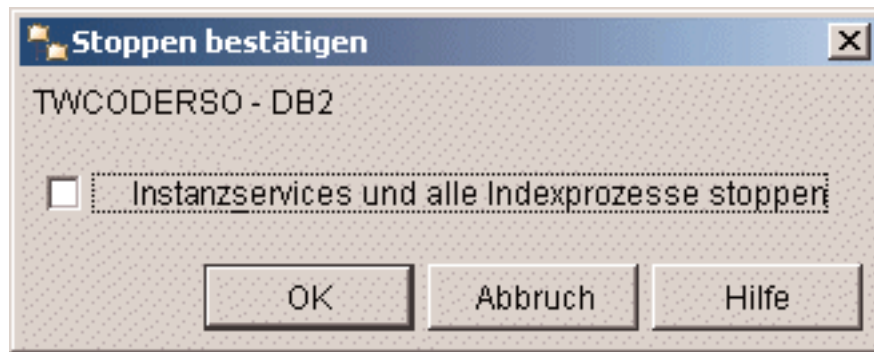 Stoppen bestätigen
TWCODERSO - DB2
Instanzservices und alle Indexprozesse stoppen
OK Abbruch Hilfe